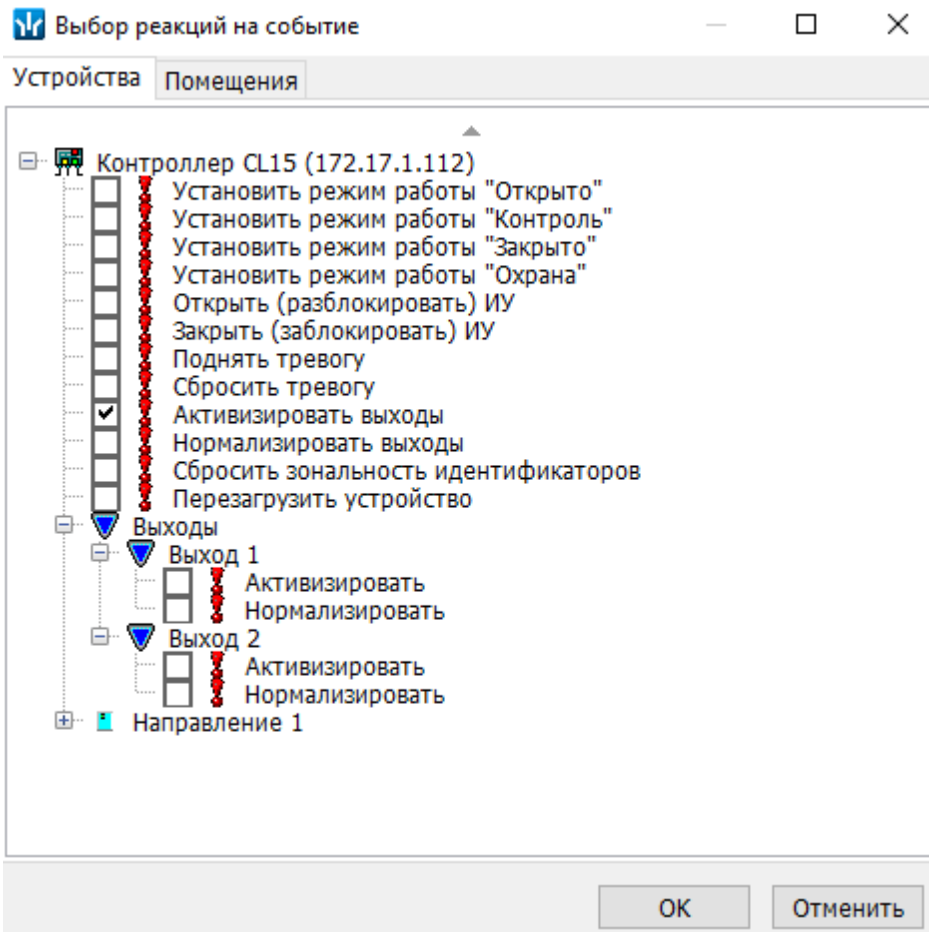 Выбор реакций на событие
Устройства Помещения
Контроллер CL15 (172.17.1.112)
Установить режим работы "Открыто"
Установить режим работы "Контроль"
Установить режим работы "Закрыто"
Установить режим работы "Охрана"
Открыть (разблокировать) ИУ
Закрыть (заблокировать) ИУ
Поднять тревогу
Сбросить тревогу
Активизировать выходы
Нормализировать выходы
Сбросить зональность идентификаторов
Перезагрузить устройство
Выходы
Выход 1
Активизировать
Нормализировать
Выход 2
Активизировать
Нормализировать
Направление 1
ОК Отменить